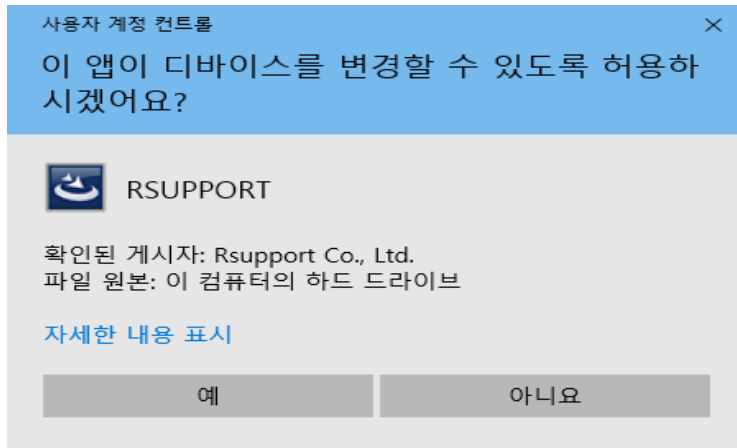 사용자 계정 컨트롤
이 앱이 디바이스를 변경할 수 있도록 허용하
시겠어요?
RSUPPORT
확인된 게시자: Rsupport Co., Ltd.
파일 원본: 이 컴퓨터의 하드 드라이브
자세한 내용 표시
예
아니요